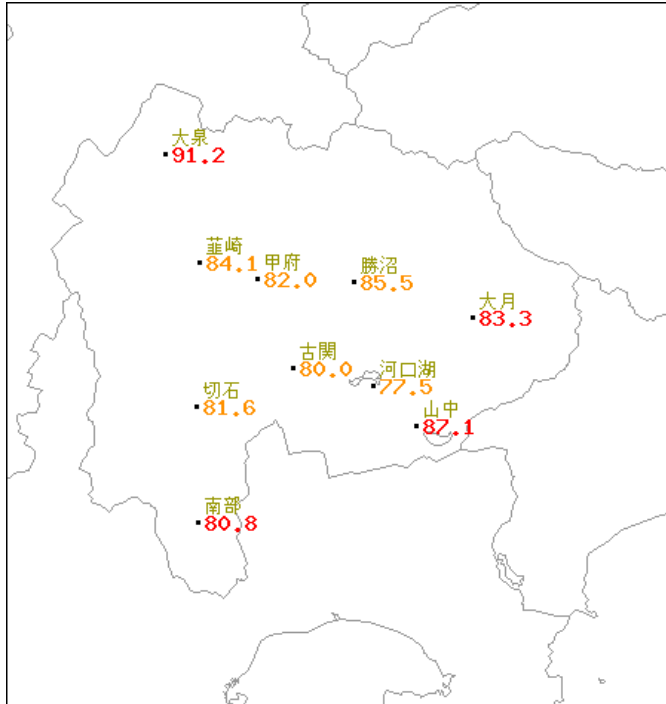 大泉
91.2
韮崎
84.1
甲府
82.0
勝沼
85.5
大月
83.3
古関
80.0
河口湖
77.5
切石
81.6
山中
87.1
南部
80.8